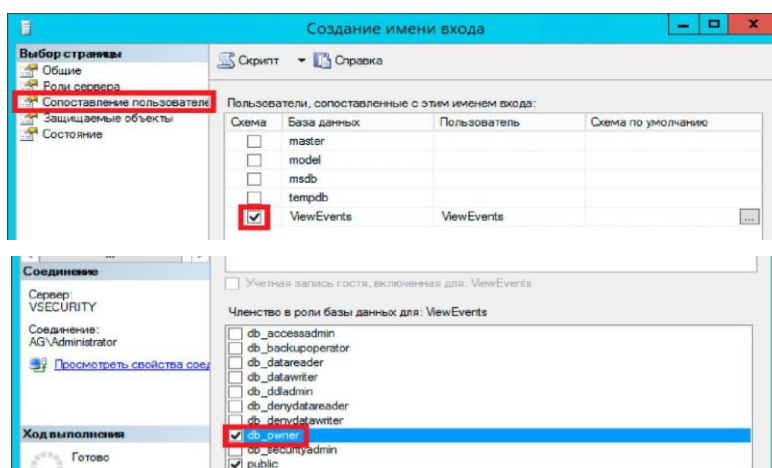 Создание имени входа
Выбор страницы
Общие
Роли сервера
Сопоставление пользователе
Защищаемые объекты
Состояние
Скрипт
Справка
Пользователи, сопоставленные с этим именем входа:
Схема База данных Пользователь Схема по умолчанию
master
model
msdb
tempdb
ViewEvents ViewEvents ...
Соединение
Сервер:
VSECURITY
Соединение:
AG\Administrator
Просмотреть свойства соед
Ход выполнения
Готово
Учетная запись гостя, включенная для: ViewEvents
Членство в роли базы данных для: ViewEvents
db_accessadmin
db_backupoperator
db_datareader
db_datawriter
db_ddladmin
db_denydatareader
db_denydatawriter
db_owner
db_securityadmin
public